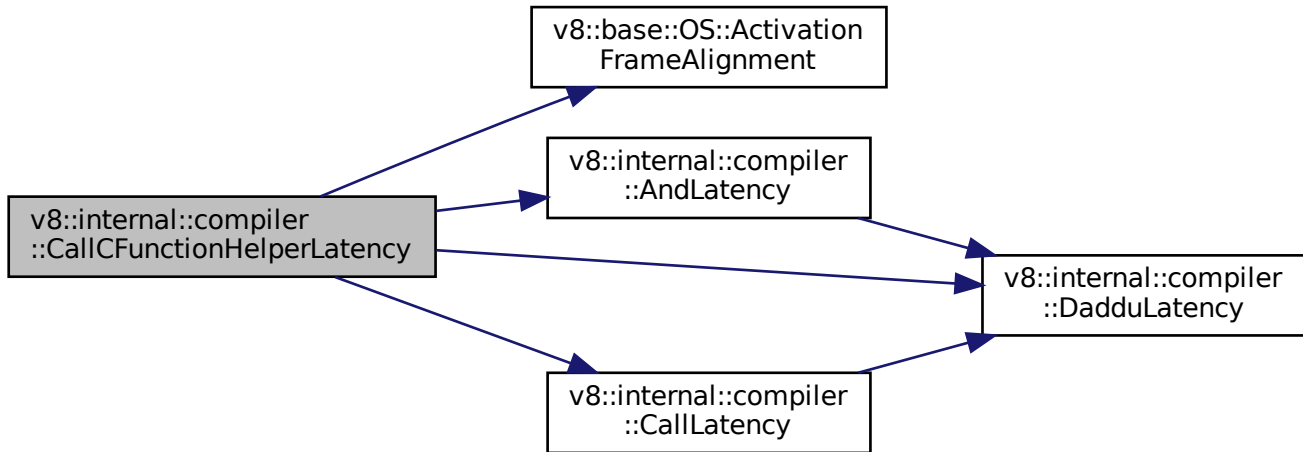 v8::base::OS::Activation
FrameAlignment
v8::internal::compiler
::AndLatency
v8::internal::compiler
::CallCFunctionHelperLatency
v8::internal::compiler
::DadduLatency
v8::internal::compiler
::CallLatency